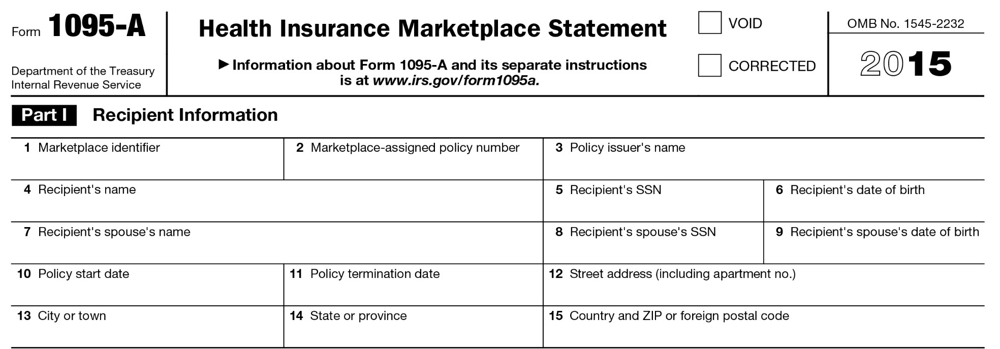 Form 1095-A
Department of the Treasury
Internal Revenue Service
Health Insurance Marketplace Statement
▶ Information about Form 1095-A and its separate instructions
is at www.irs.gov/form1095a.
VOID
CORRECTED
OMB No. 1545-2232
2015
Part I Recipient Information
1 Marketplace identifier
2 Marketplace-assigned policy number
3 Policy issuer's name
4 Recipient's name
5 Recipient's SSN
6 Recipient's date of birth
7 Recipient's spouse's name
8 Recipient's spouse's SSN
9 Recipient's spouse's date of birth
10 Policy start date
11 Policy termination date
12 Street address (including apartment no.)
13 City or town
14 State or province
15 Country and ZIP or foreign postal code